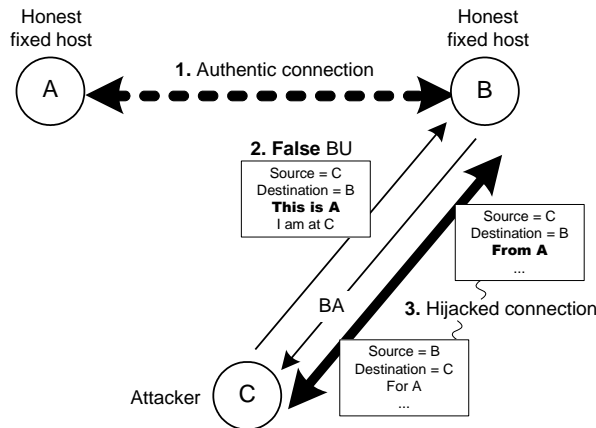 Honest
fixed host
Honest
fixed host
A
1. Authentic connection
B
2. False BU
Source = C
Destination = B
This is A
I am at C
Source = C
Destination = B
From A
...
BA
3. Hijacked connection
Source = B
Destination = C
For A
...
Attacker
C